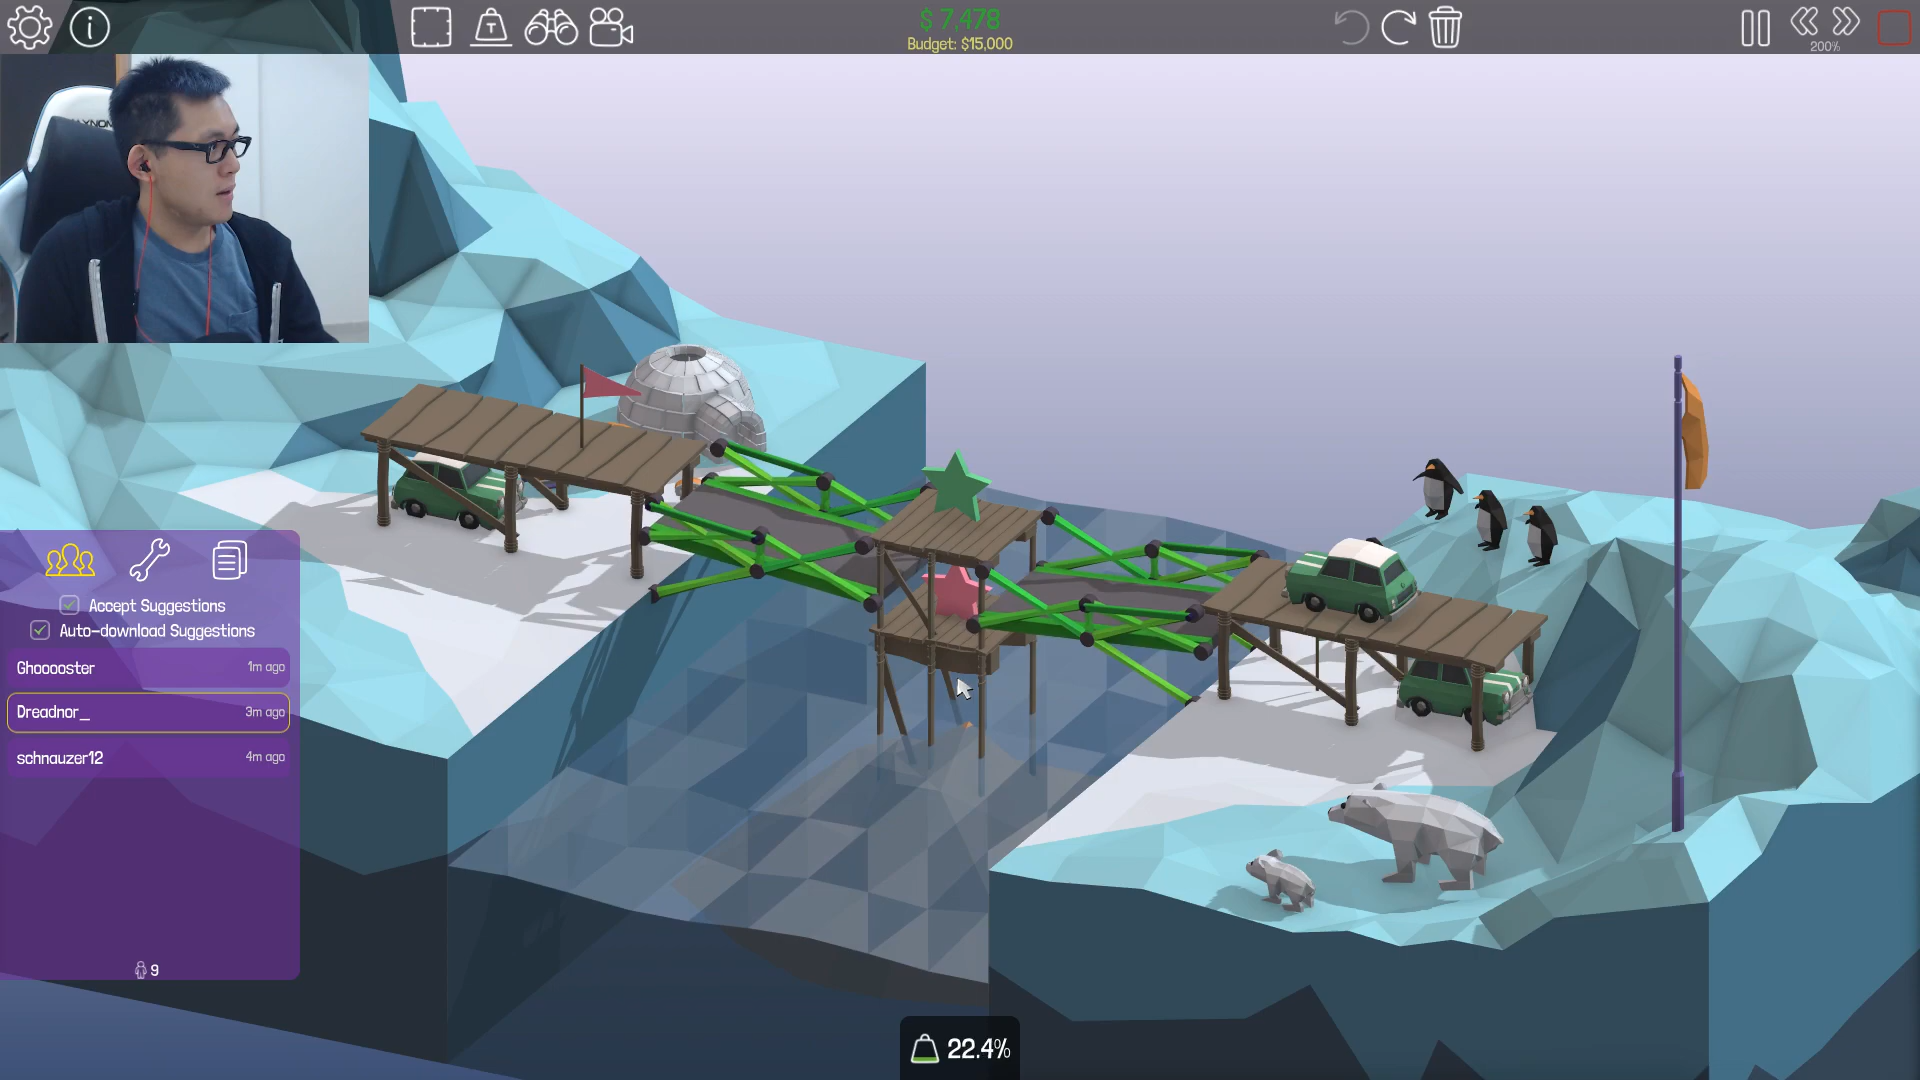 $ 7,478
Budget: $15,000
200%
Accept Suggestions
Auto-download Suggestions
Ghooooster 1m ago
Dreadnor_ 3m ago
schnauzer12 4m ago
9
22.4%